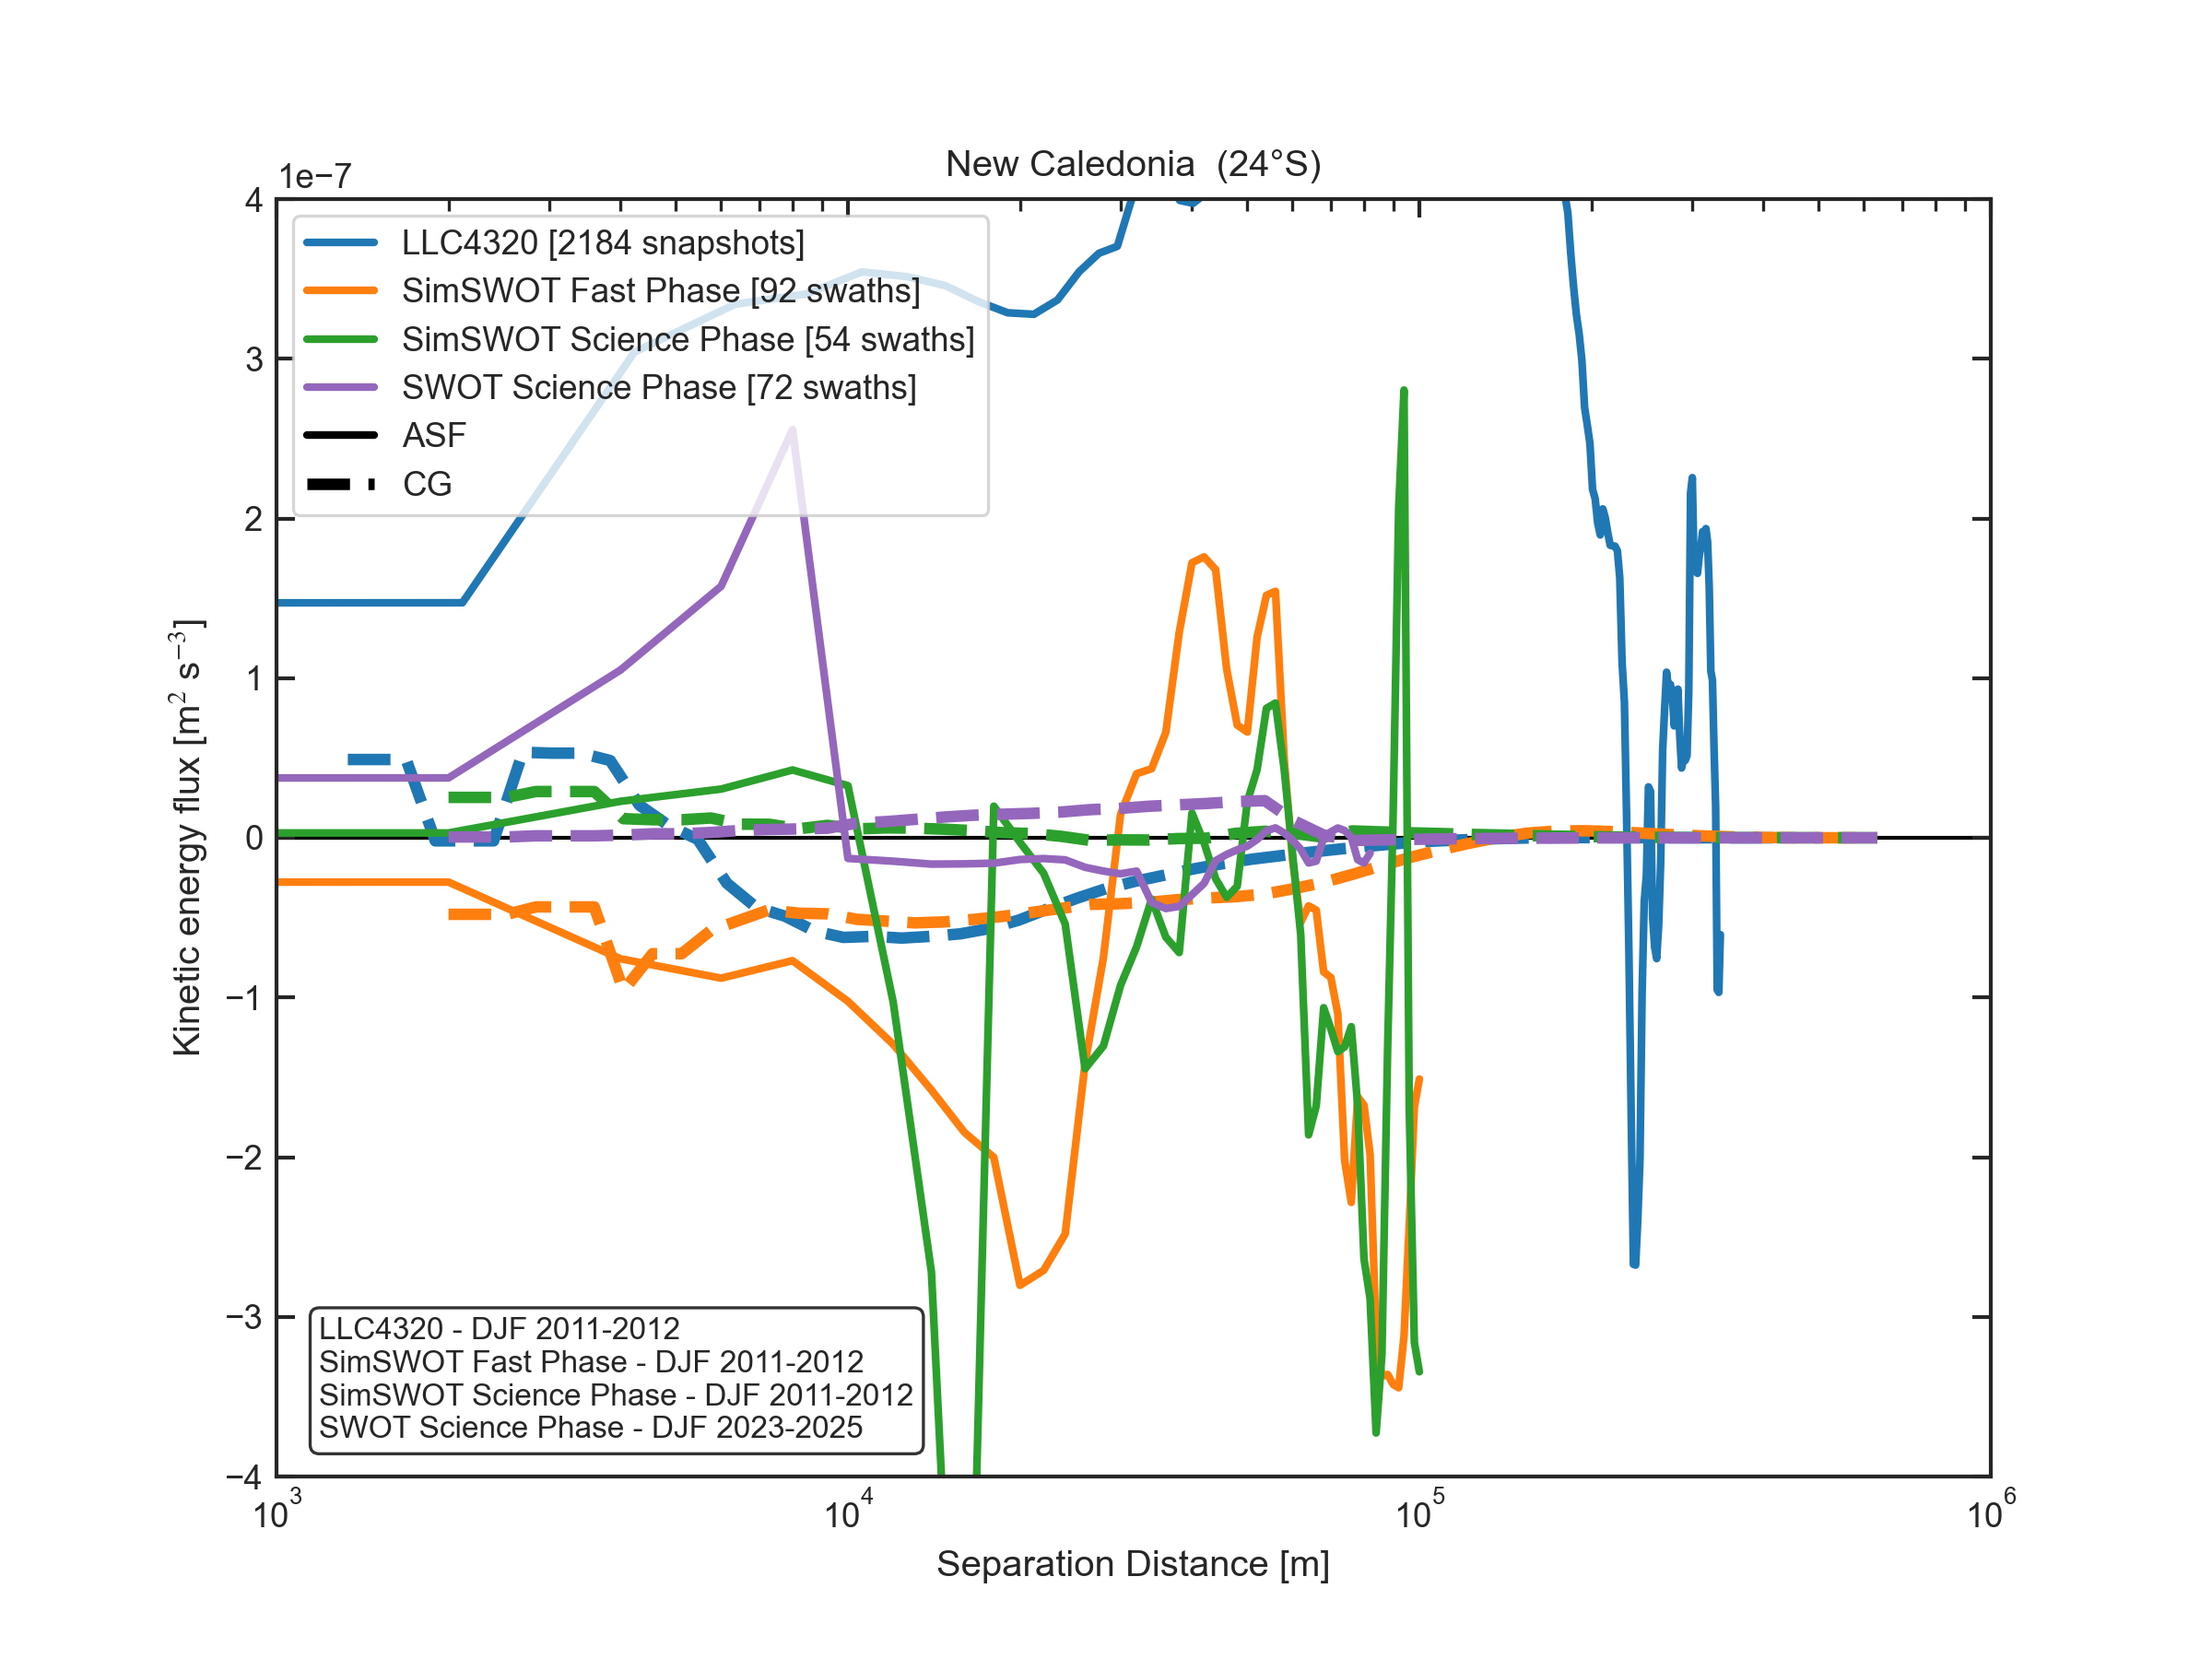 New Caledonia (24°S)
1e−7
4
3
2
1
0
−1
−2
−3
−4
Kinetic energy flux [m² s⁻³]
LLC4320 [2184 snapshots]
SimSWOT Fast Phase [92 swaths]
SimSWOT Science Phase [54 swaths]
SWOT Science Phase [72 swaths]
ASF
CG
LLC4320 - DJF 2011-2012
SimSWOT Fast Phase - DJF 2011-2012
SimSWOT Science Phase - DJF 2011-2012
SWOT Science Phase - DJF 2023-2025
10³ 10⁴ 10⁵ 10⁶
Separation Distance [m]